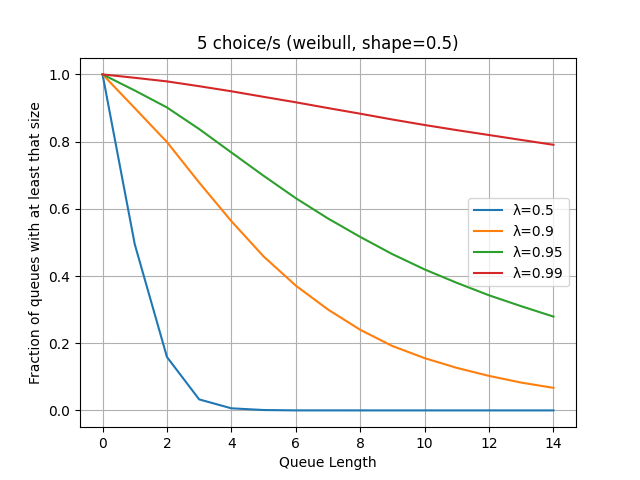 5 choice/s (weibull, shape=0.5)
Fraction of queues with at least that size
1.0
0.8
0.6
0.4
0.2
0.0
λ=0.5
λ=0.9
λ=0.95
λ=0.99
0 2 4 6 8 10 12 14
Queue Length